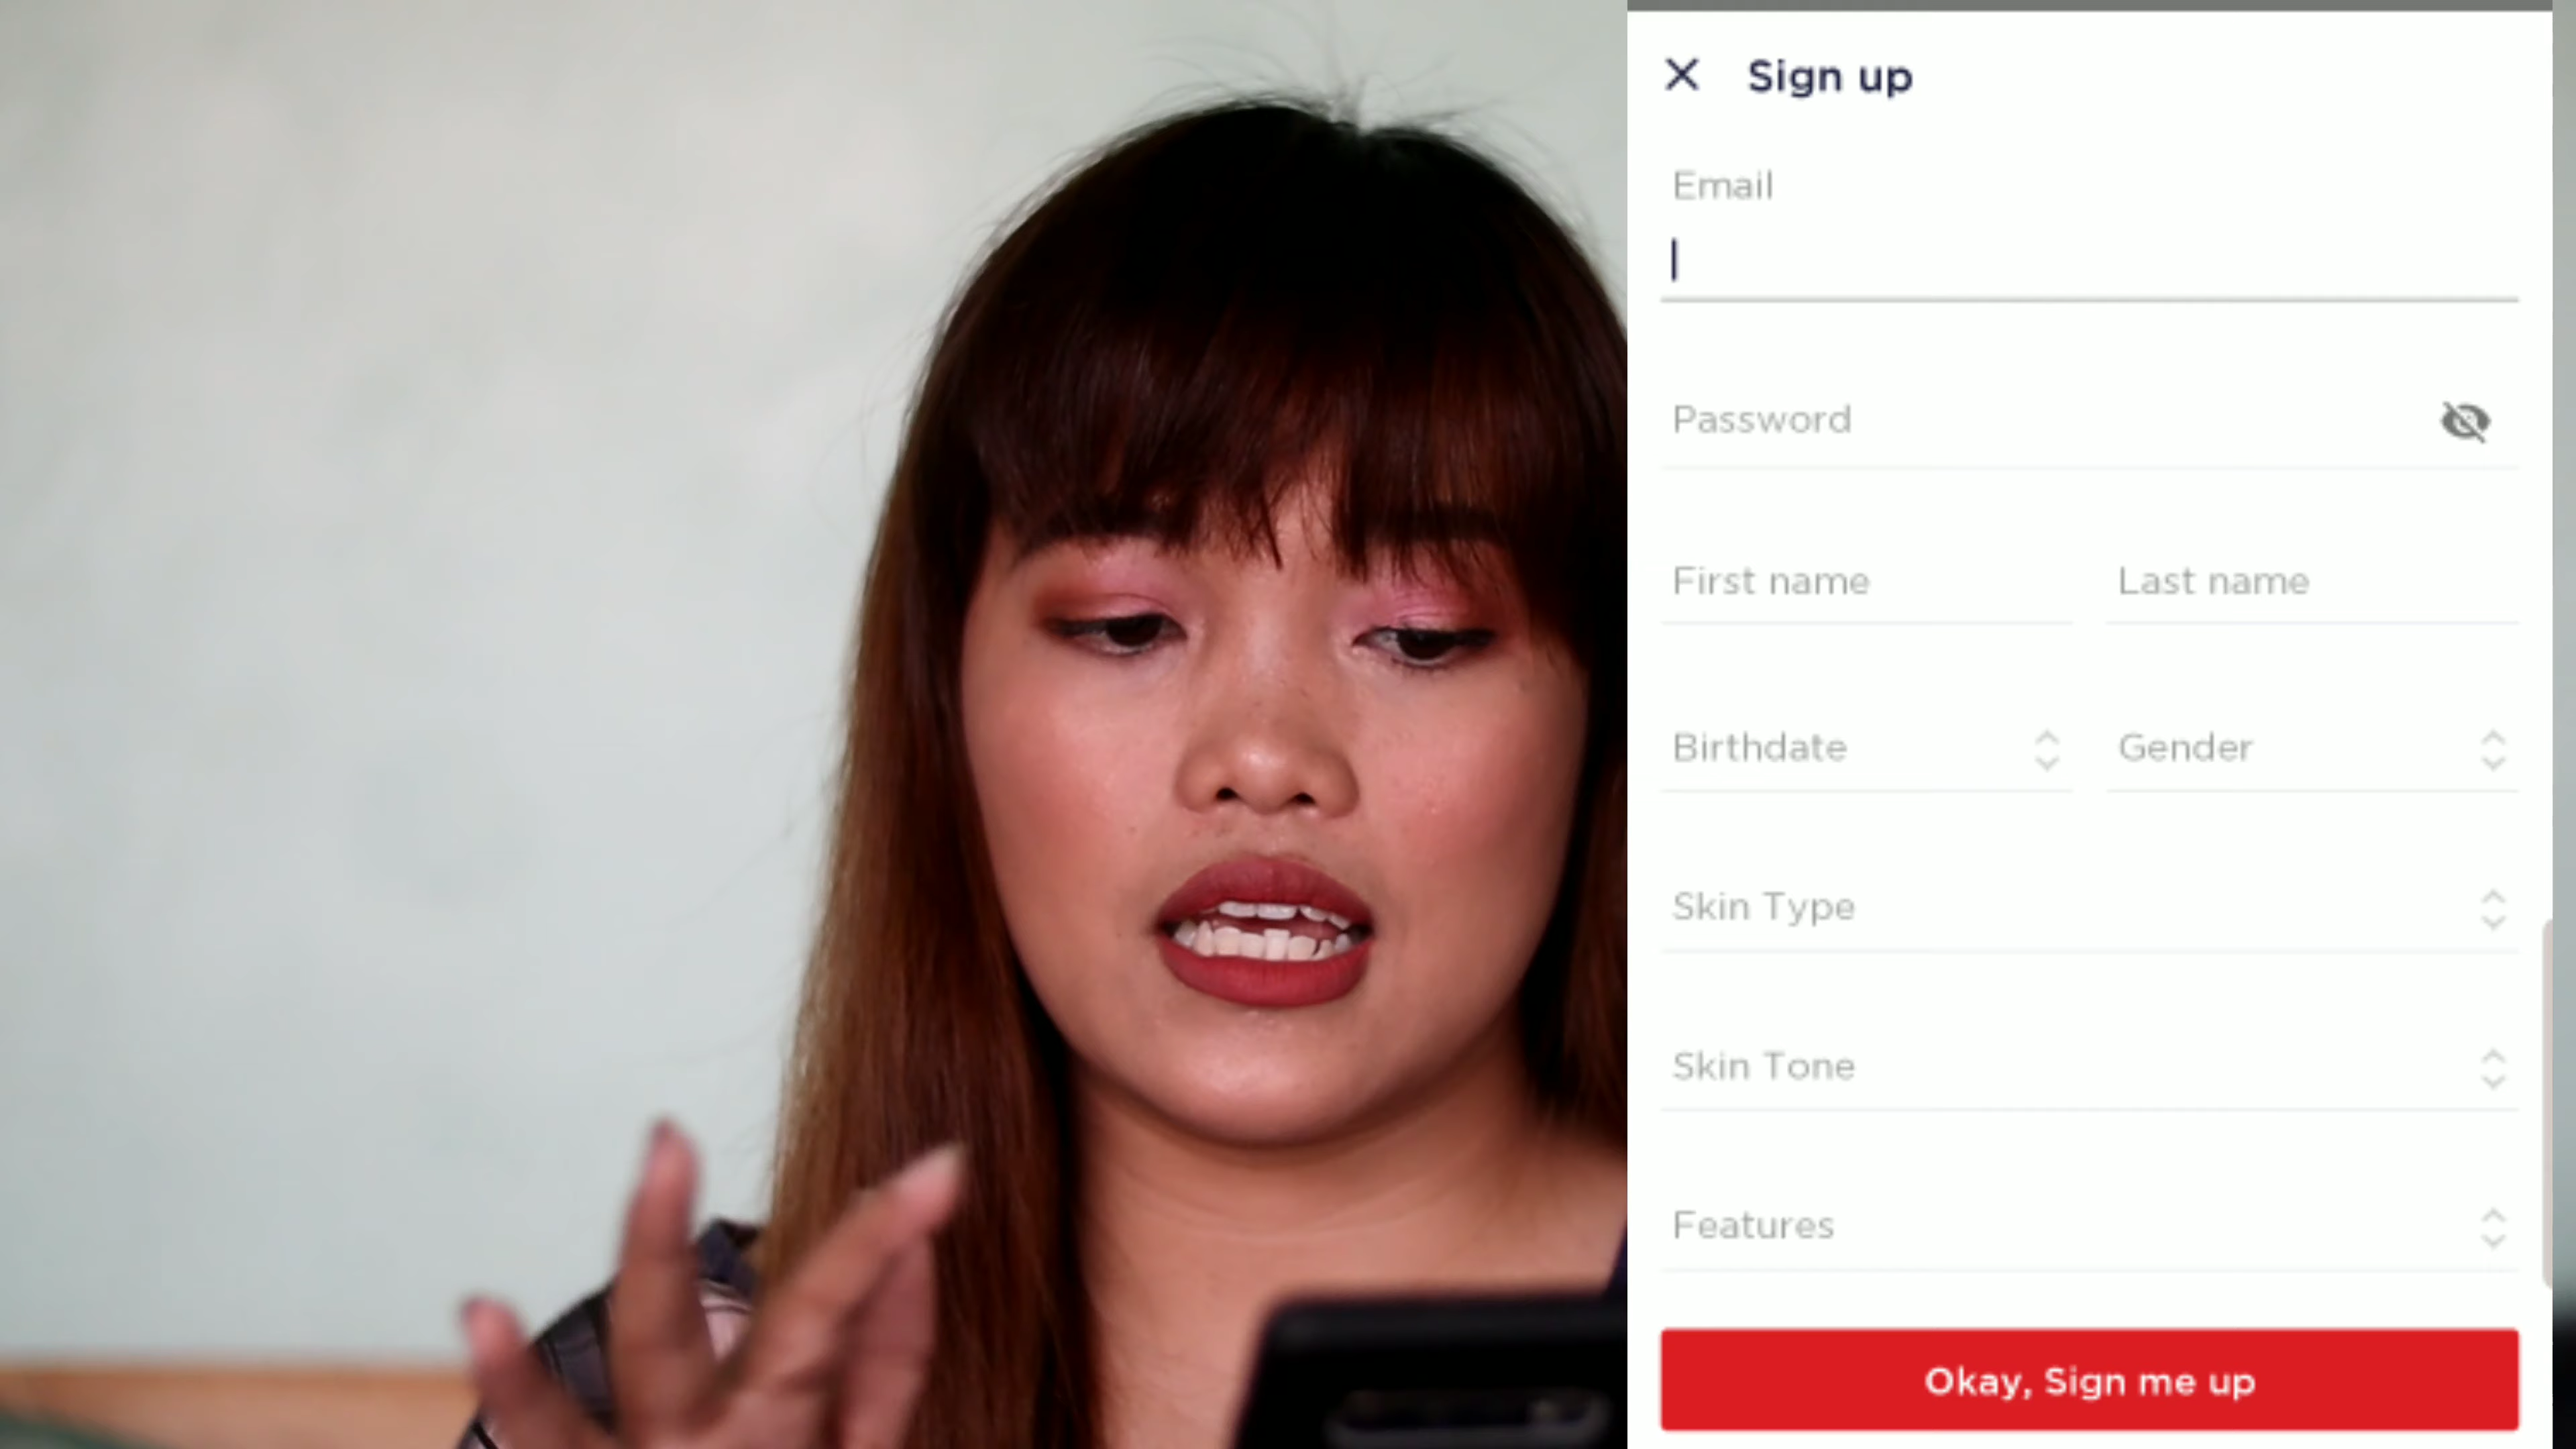 Sign up
Email
Password
First name Last name
Birthdate Gender
Skin Type
Skin Tone
Features
Okay, Sign me up